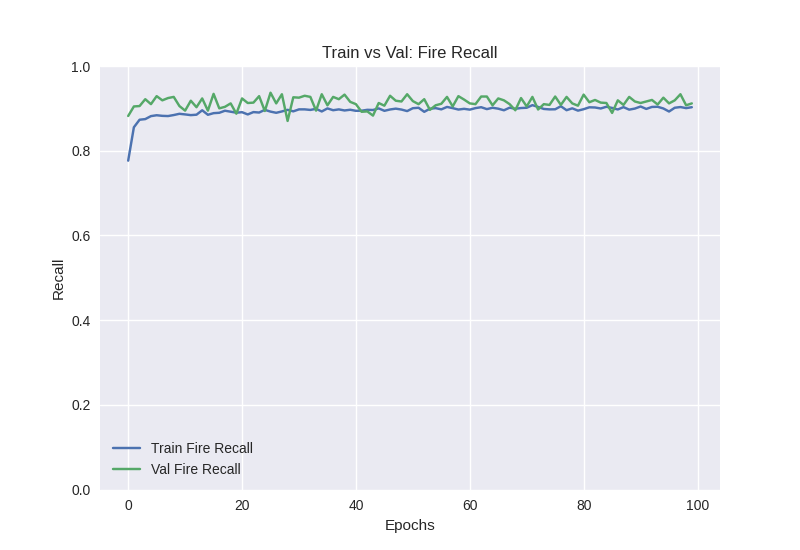 Train vs Val: Fire Recall
1.0
0.8
0.6
0.4
0.2
0.0
Recall
Train Fire Recall
Val Fire Recall
0 20 40 60 80 100
Epochs